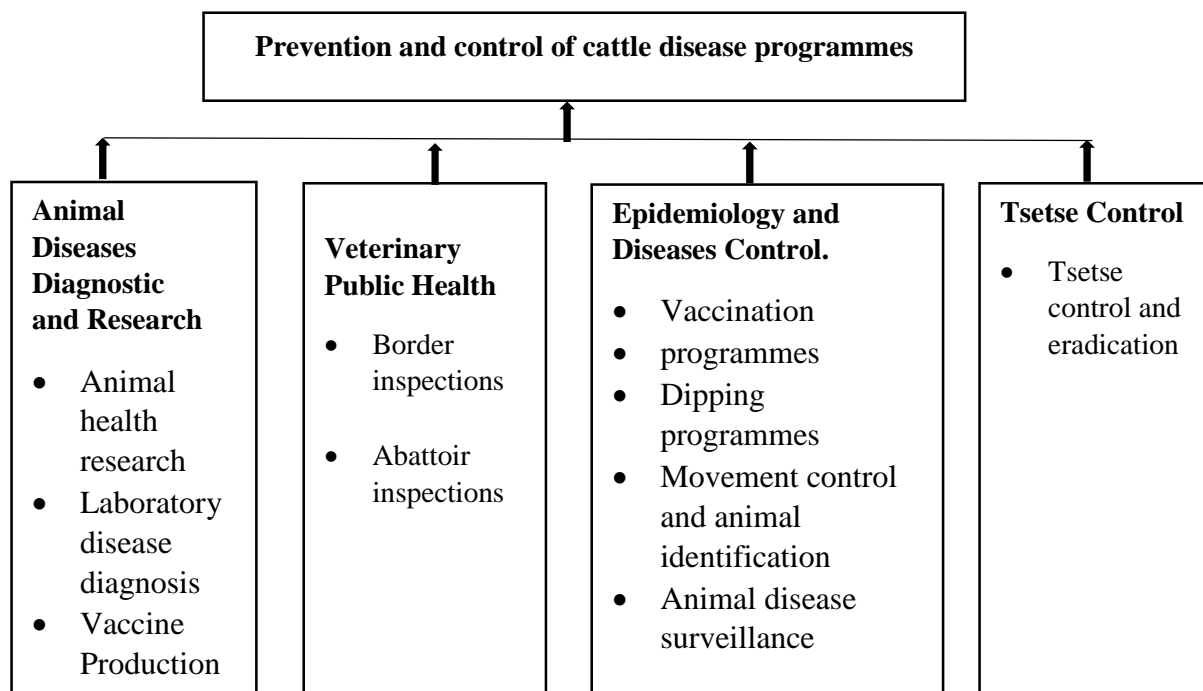 Prevention and control of cattle disease programmes
Animal
Diseases
Diagnostic
and Research
• Animal
health
research
• Laboratory
disease
diagnosis
• Vaccine
Production
Veterinary
Public Health
• Border
inspections
• Abattoir
inspections
Epidemiology and
Diseases Control.
• Vaccination
• programmes
• Dipping
programmes
• Movement control
and animal
identification
• Animal disease
surveillance
Tsetse Control
• Tsetse
control and
eradication